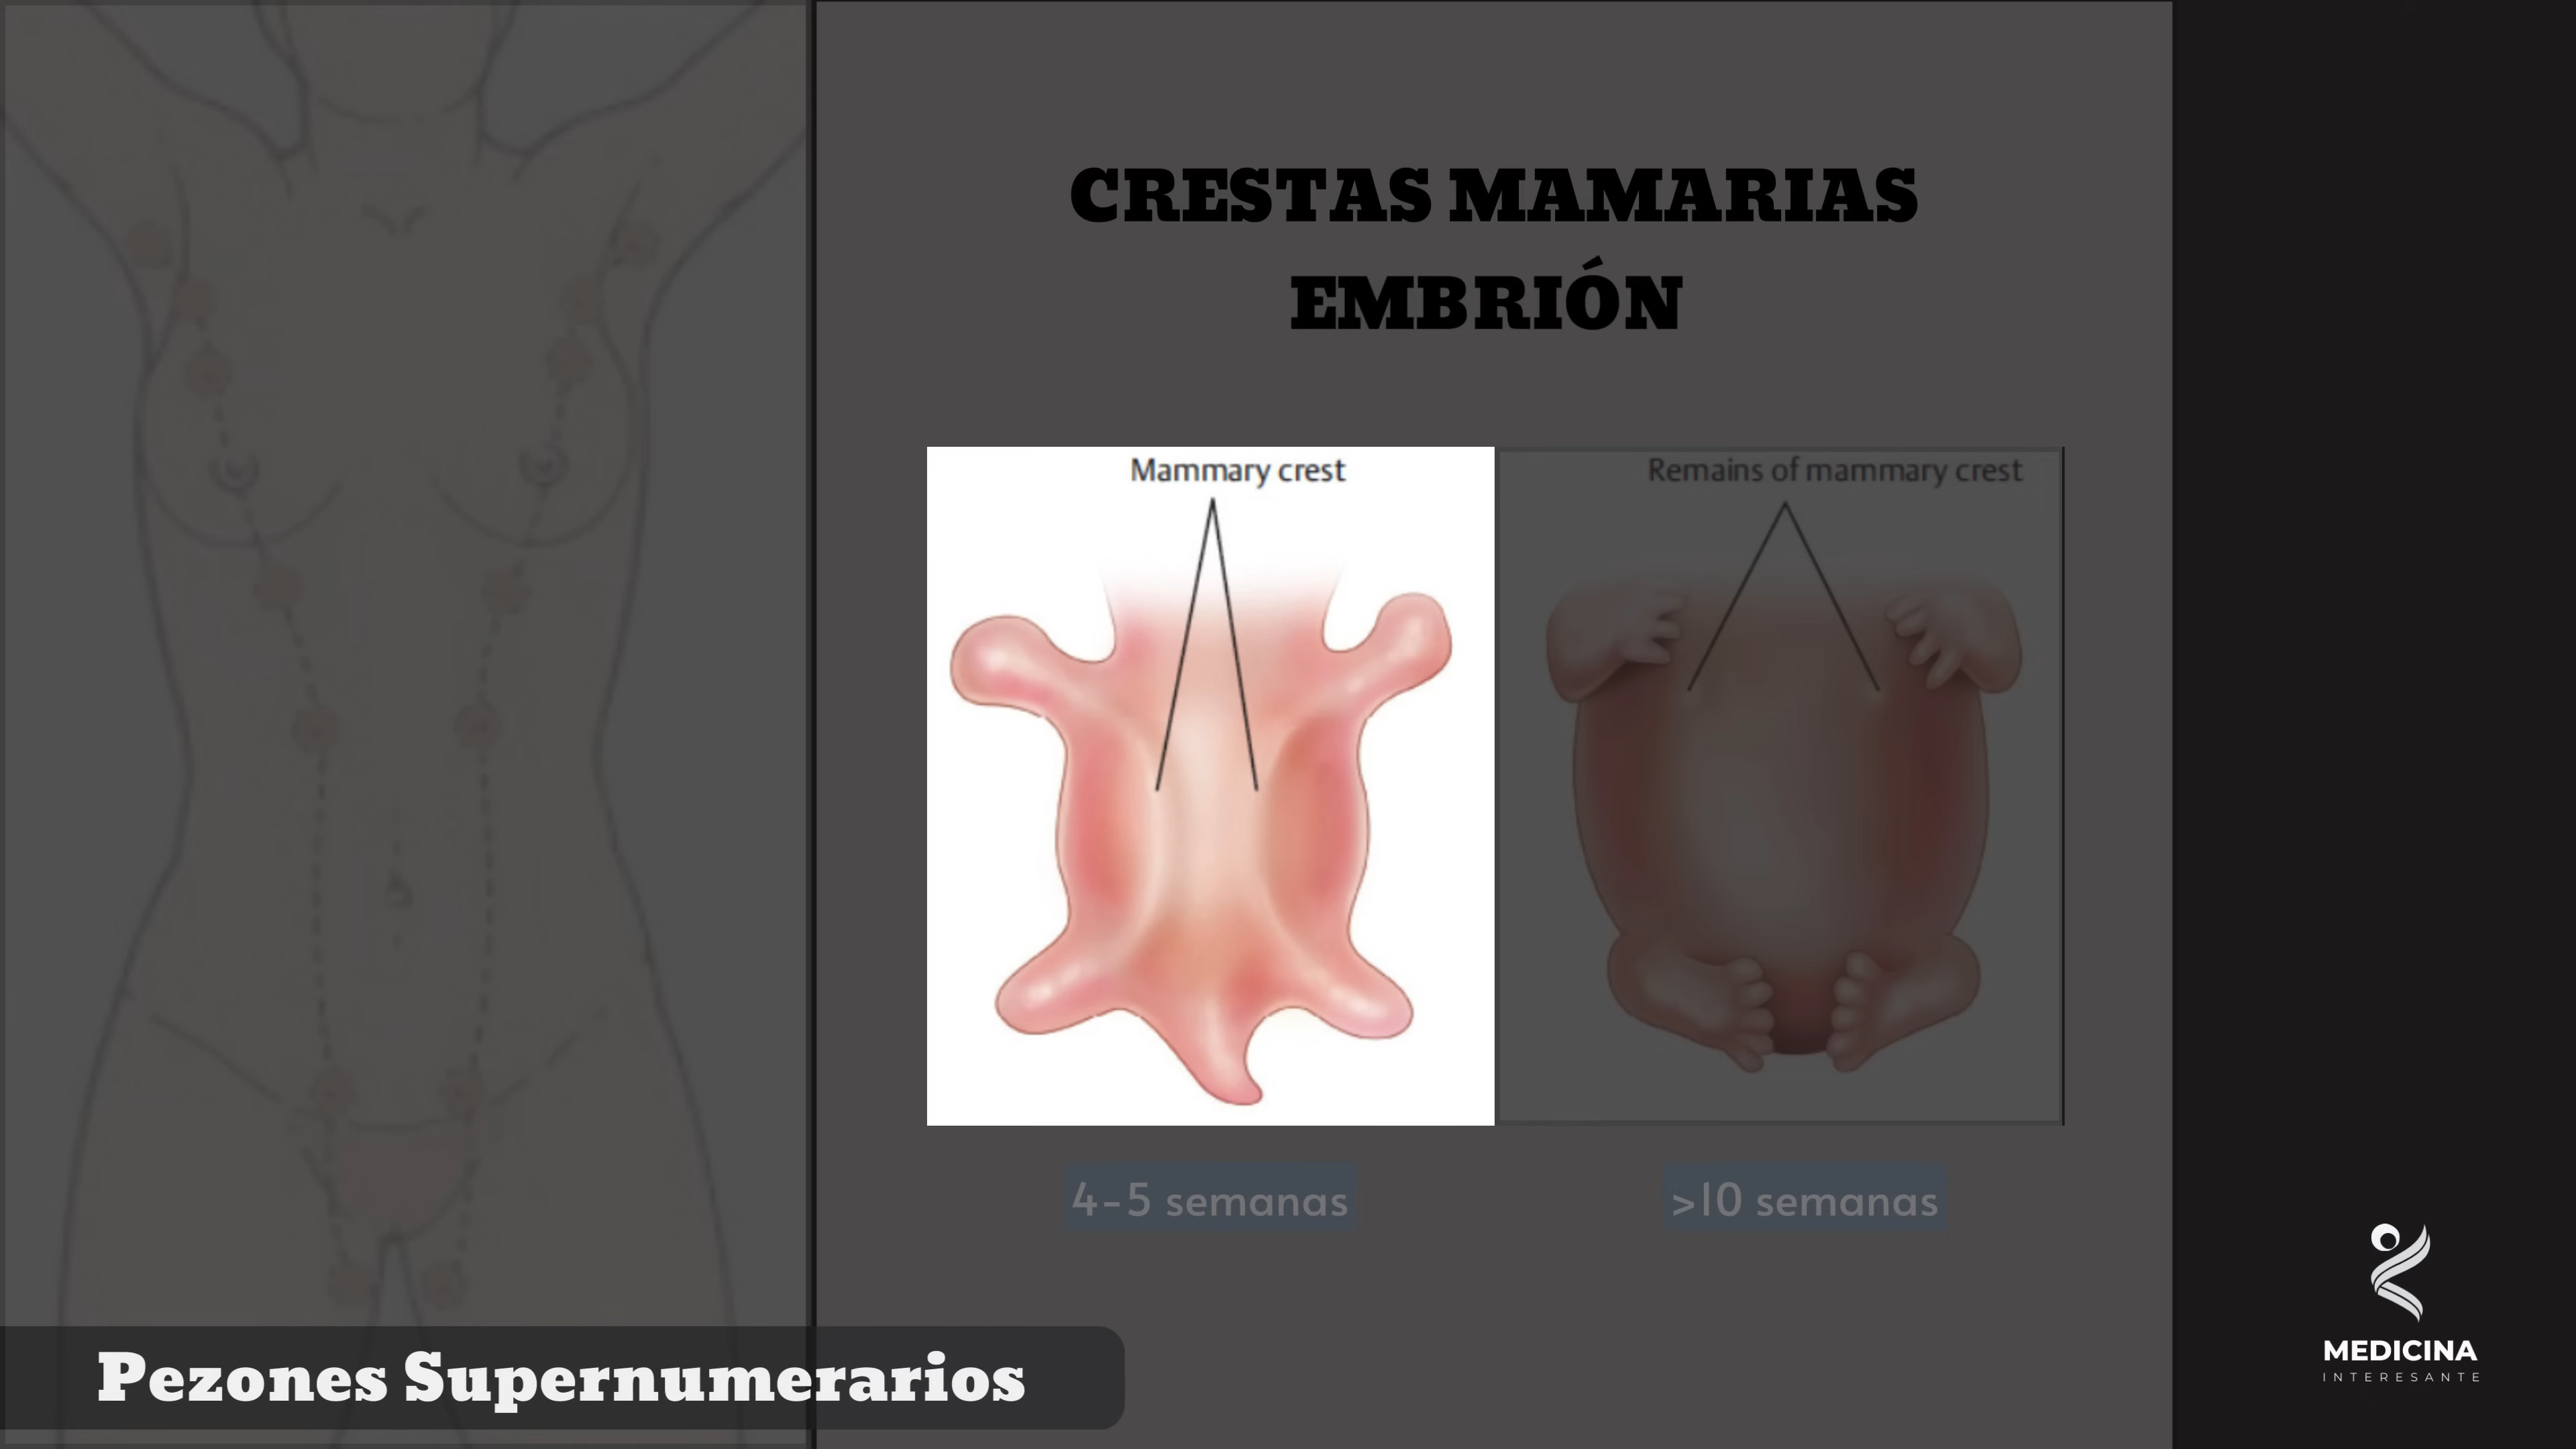 CRESTAS MAMARIAS
EMBRIÓN
Mammary crest
Remains of mammary crest
4-5 semanas
>10 semanas
Pezones Supernumerarios
MEDICINA
INTERESANTE